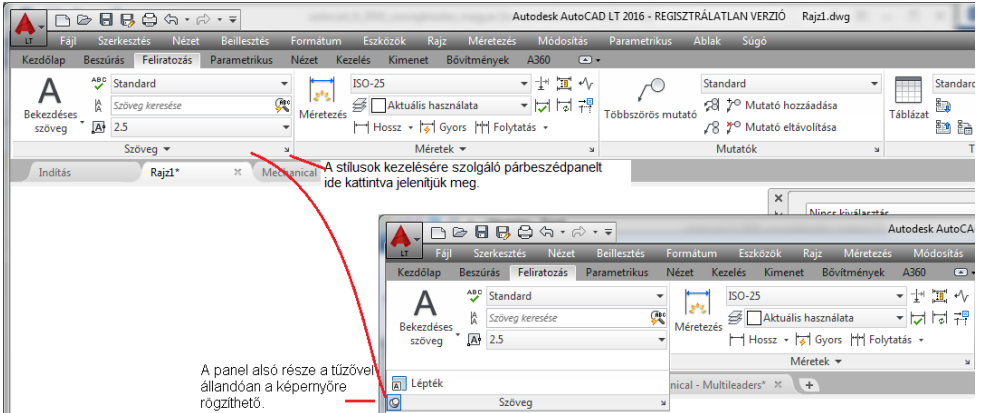 Autodesk AutoCAD LT 2016 - REGISZTRÁLATLAN VERZIÓ Rajz1.dwg
LT Fájl Szerkesztés Nézet Beillesztés Formátum Eszközök Rajz Méretezés Módosítás Parametrikus Ablak Súgó
Kezdőlap Beszúrás Feliratozás Parametrikus Nézet Kezelés Kimenet Bővítmények A360
A ABC Standard ISO-25 Standard Standard
Szöveg keresése ABC Aktuális használata Mutató hozzáadása
Bekezdéses szöveg Méretezés Többszörös mutató Táblázat
2.5 Hossz Gyors Folytatás Mutató eltávolítása
Szöveg Méretek Mutatók T
Indítás Rajz1* Mechanical
A stílusok kezelésére szolgáló párbeszédpanelt
ide kattintva jelenítjük meg.
Nincs kiválasztás
Autodesk AutoCA
LT Fájl Szerkesztés Nézet Beillesztés Formátum Eszközök Rajz Méretezés Módosítás
Kezdőlap Beszúrás Feliratozás Parametrikus Nézet Kezelés Kimenet Bővítmények A360
A ABC Standard ISO-25
Szöveg keresése ABC Aktuális használata
Bekezdéses szöveg Méretezés
2.5 Hossz Gyors Folytatás
Méretek
A panel alsó része a tűzővel
állandóan a képernyőre
rögzíthető.
Lépték
nical - Multileaders*
Szöveg